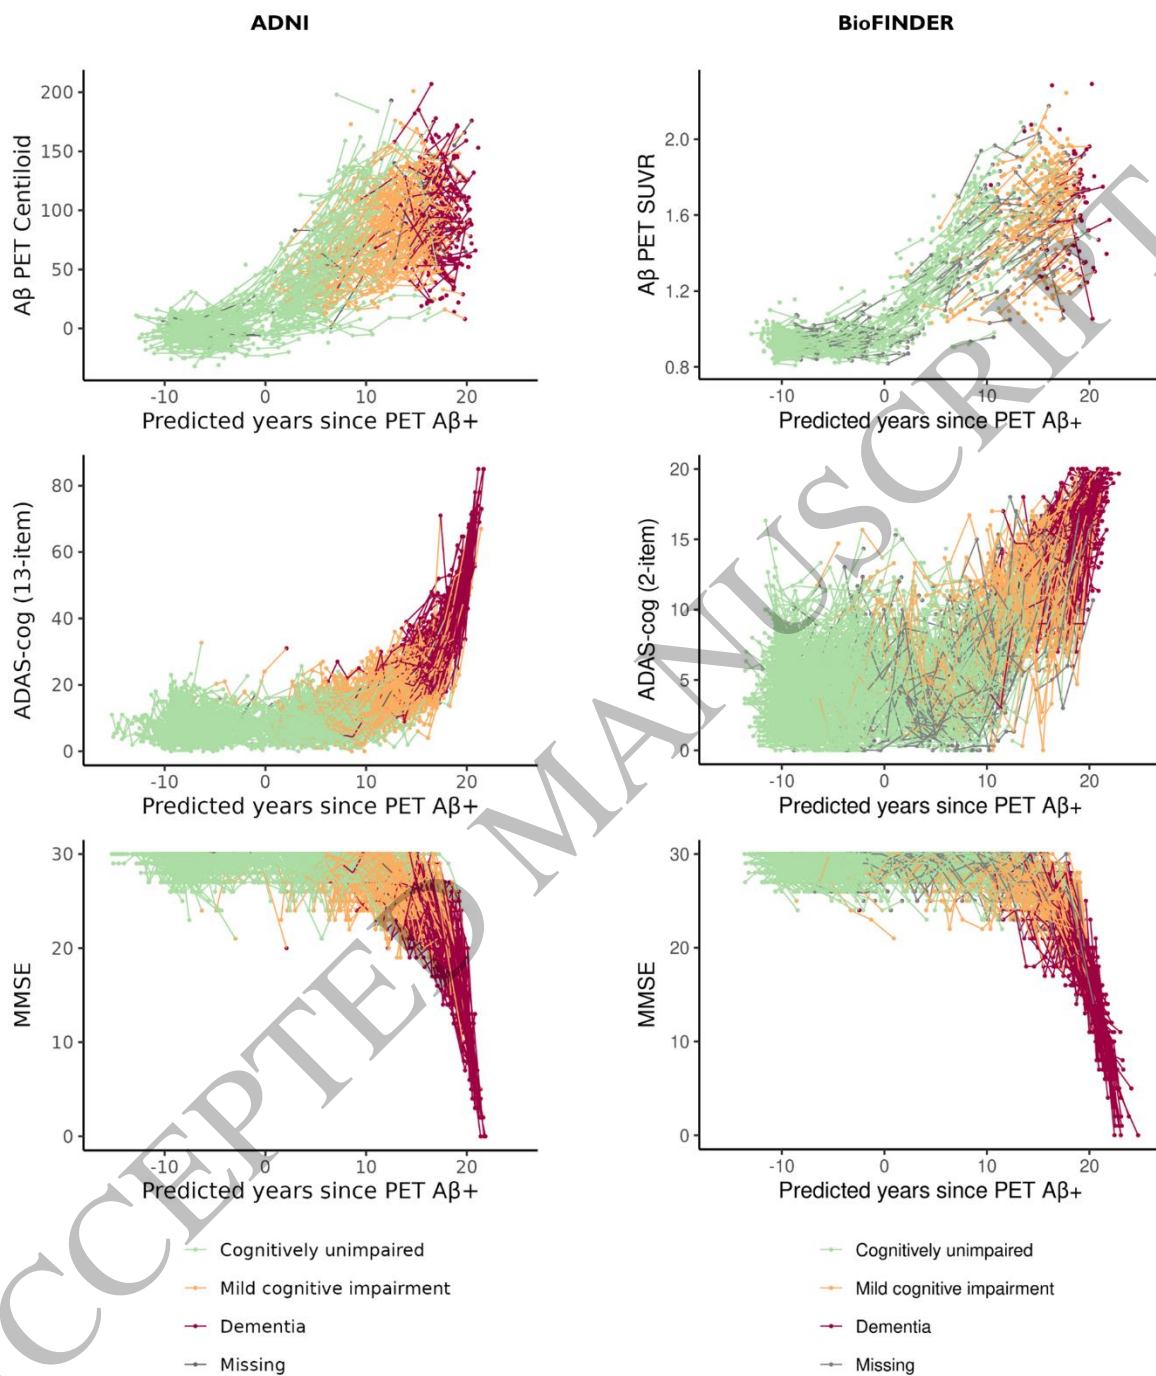 ADNI
BioFINDER
Aβ PET Centiloid
200
150
100
50
0
-10 0 10 20
Predicted years since PET Aβ+
Aβ PET SUVR
2.0
1.6
1.2
0.8
-10 0 10 20
Predicted years since PET Aβ+
ADAS-cog (13-item)
80
60
40
20
0
-10 0 10 20
Predicted years since PET Aβ+
ADAS-cog (2-item)
20
15
10
5
0
-10 0 10 20
Predicted years since PET Aβ+
MMSE
30
20
10
0
-10 0 10 20
Predicted years since PET Aβ+
MMSE
30
20
10
0
-10 0 10 20
Predicted years since PET Aβ+
Cognitively unimpaired
Mild cognitive impairment
Dementia
Missing
Cognitively unimpaired
Mild cognitive impairment
Dementia
Missing
CCEPTED MANUSCRIPT